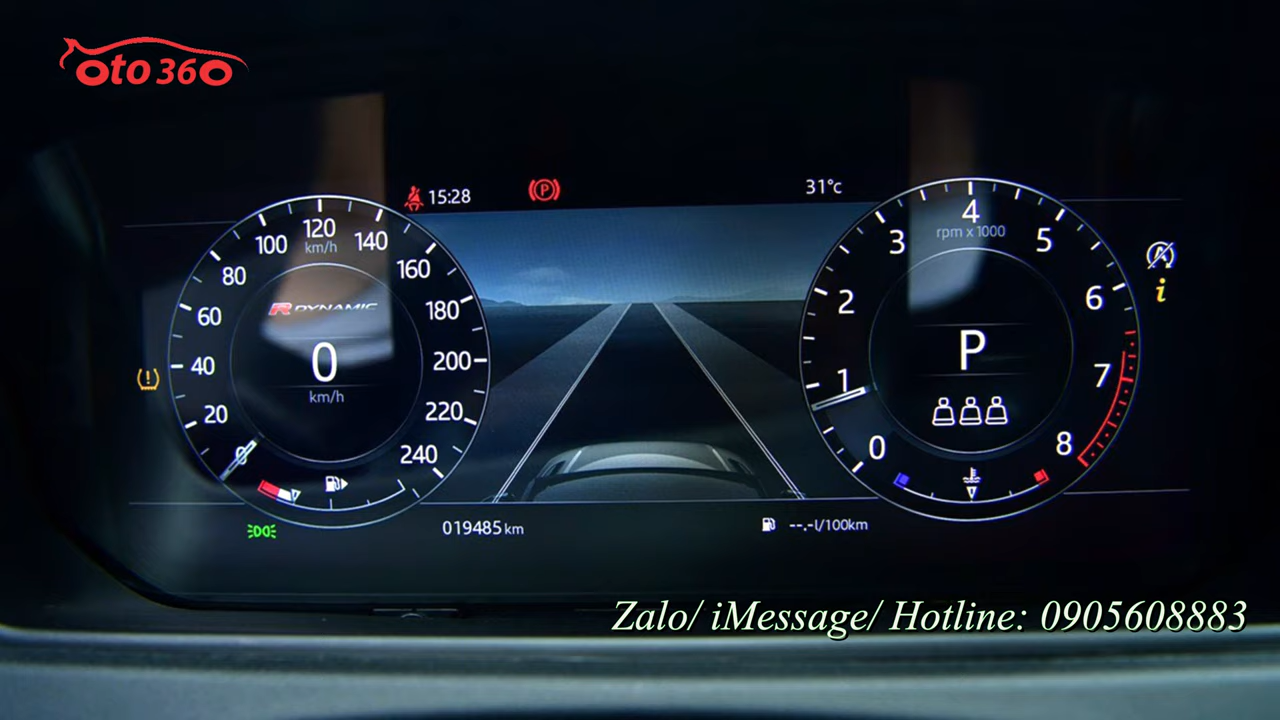 oto 360
15:28
P
31°c
0
20
40
60
80
100
120
140
160
180
200
220
240
km/h
R DYNAMIC
0
km/h
0
1
2
3
4
5
6
7
8
rpm x 1000
P
i
019485 km
--.-l/100km
Zalo/ iMessage/ Hotline: 0905608883